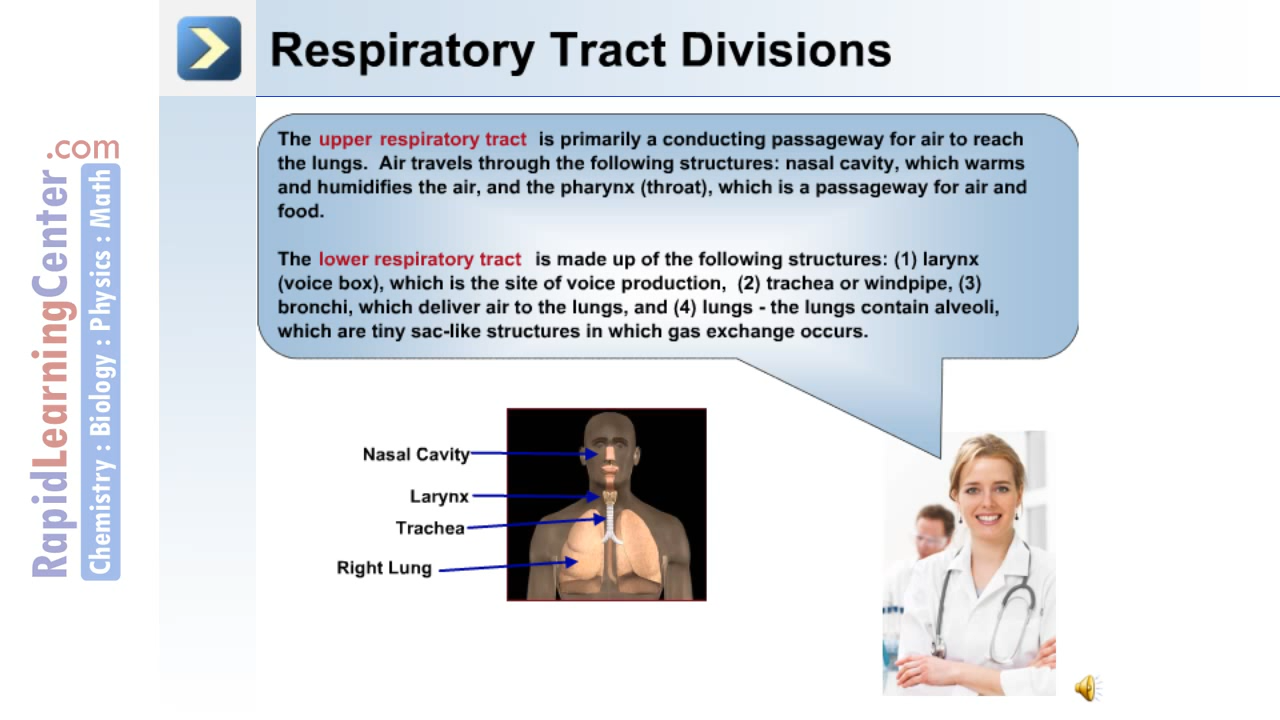 Respiratory Tract Divisions
The upper respiratory tract is primarily a conducting passageway for air to reach
the lungs. Air travels through the following structures: nasal cavity, which warms
and humidifies the air, and the pharynx (throat), which is a passageway for air and
food.
The lower respiratory tract is made up of the following structures: (1) larynx
(voice box), which is the site of voice production, (2) trachea or windpipe, (3)
bronchi, which deliver air to the lungs, and (4) lungs - the lungs contain alveoli,
which are tiny sac-like structures in which gas exchange occurs.
Nasal Cavity
Larynx
Trachea
Right Lung
RapidLearningCenter.com
Chemistry : Biology : Physics : Math